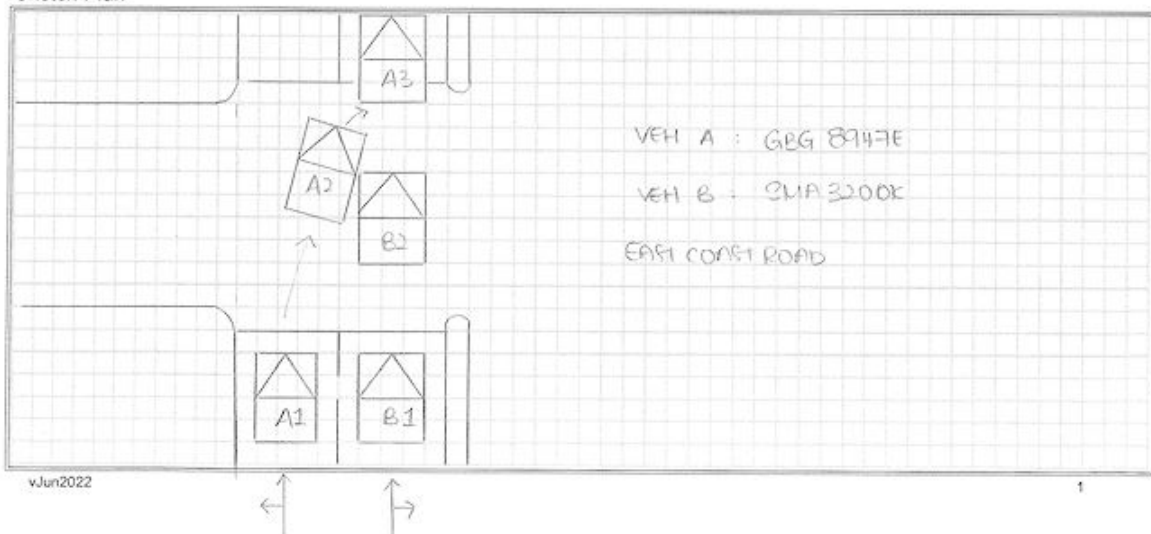 A3
VEH A : GBG 8947E
A2
VEH B : SMA3200K
B2
EAST COAST ROAD
A1
B1
vJun2022
1